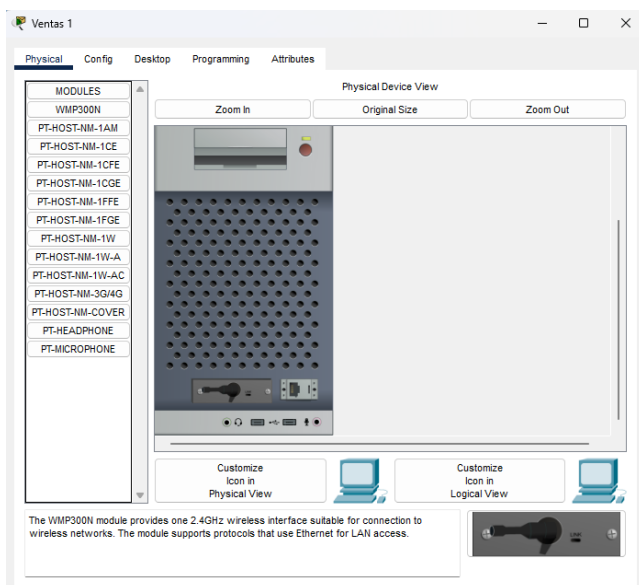 Ventas 1
Physical Config Desktop Programming Attributes
MODULES
WMP300N
PT-HOST-NM-1AM
PT-HOST-NM-1CE
PT-HOST-NM-1CFE
PT-HOST-NM-1CGE
PT-HOST-NM-1FFE
PT-HOST-NM-1FGE
PT-HOST-NM-1W
PT-HOST-NM-1W-A
PT-HOST-NM-1W-AC
PT-HOST-NM-3G/4G
PT-HOST-NM-COVER
PT-HEADPHONE
PT-MICROPHONE
Physical Device View
Zoom In Original Size Zoom Out
Customize
Icon in
Physical View
Customize
Icon in
Logical View
The WMP300N module provides one 2.4GHz wireless interface suitable for connection to
wireless networks. The module supports protocols that use Ethernet for LAN access.
LINK